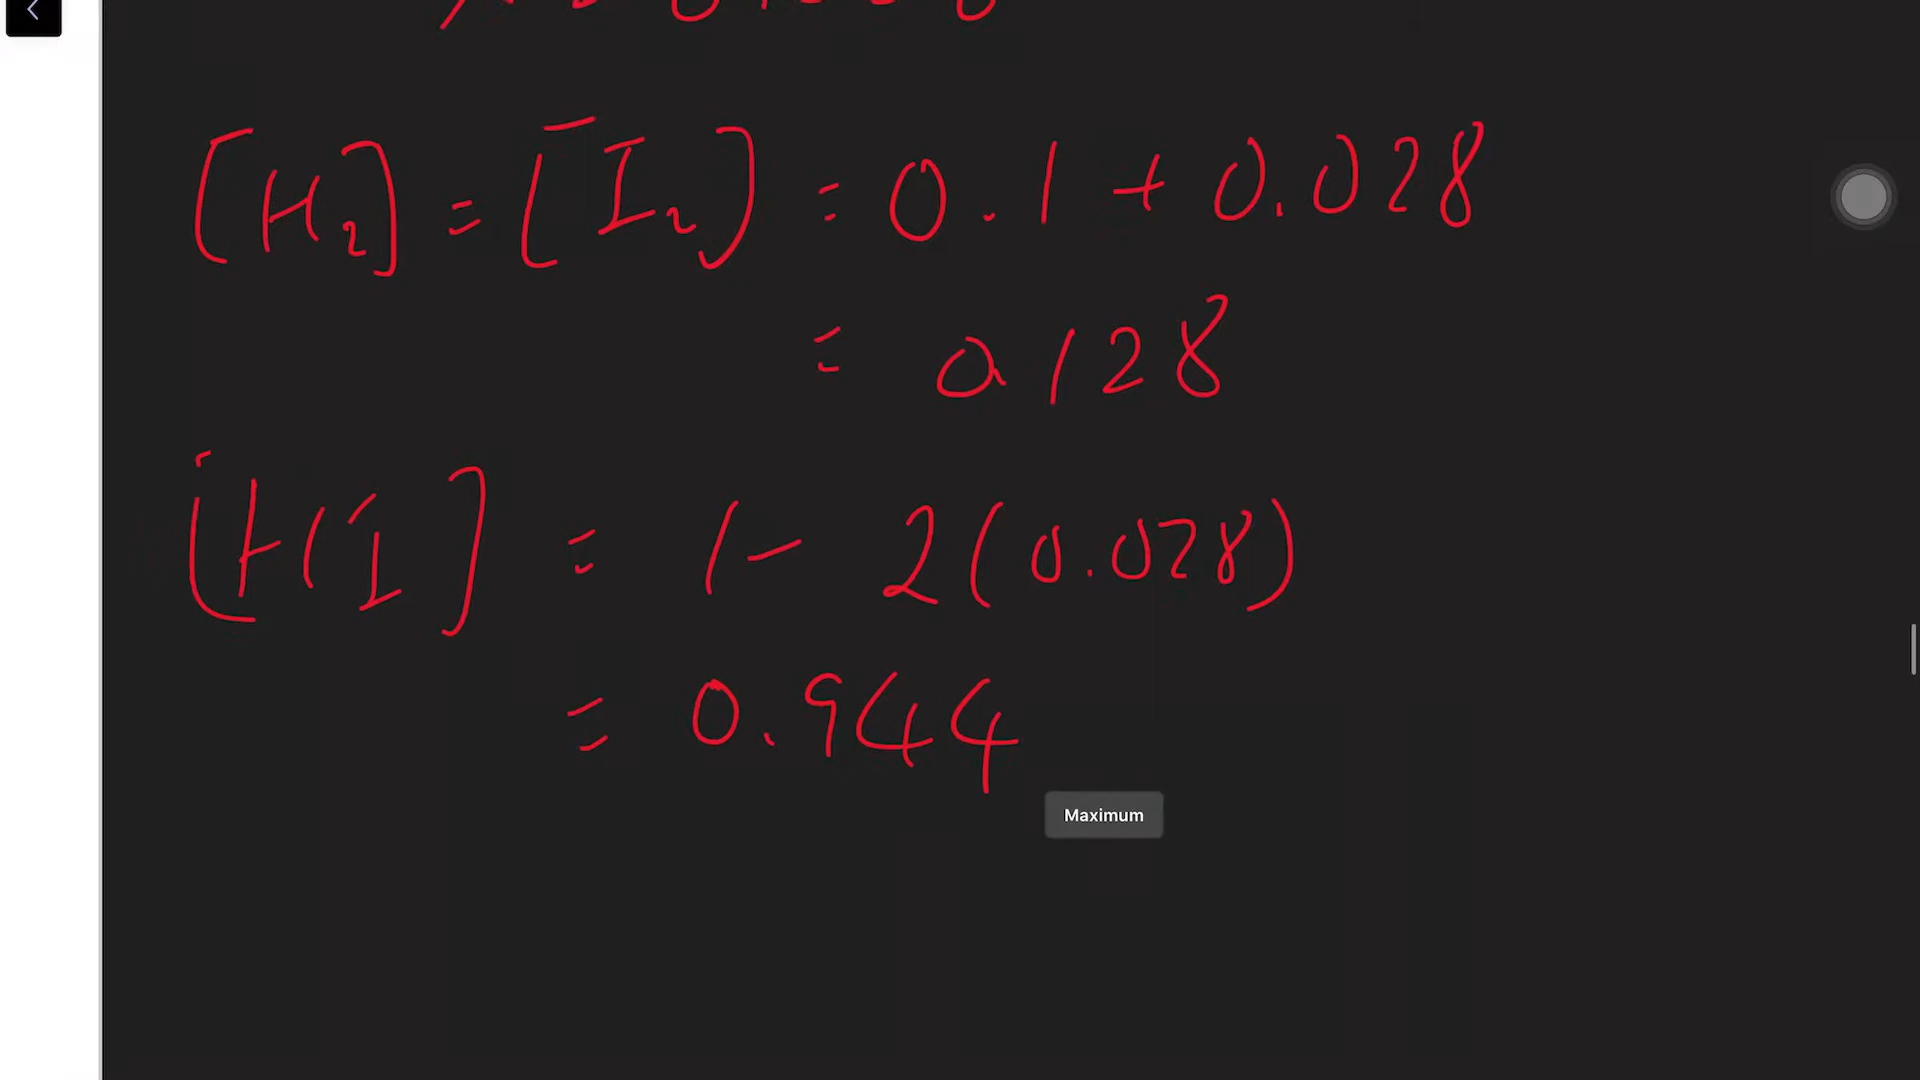 [H₂] = [I₂] = 0.1 + 0.028
= 0.128
[HI] = 1 - 2(0.028)
= 0.944
Maximum